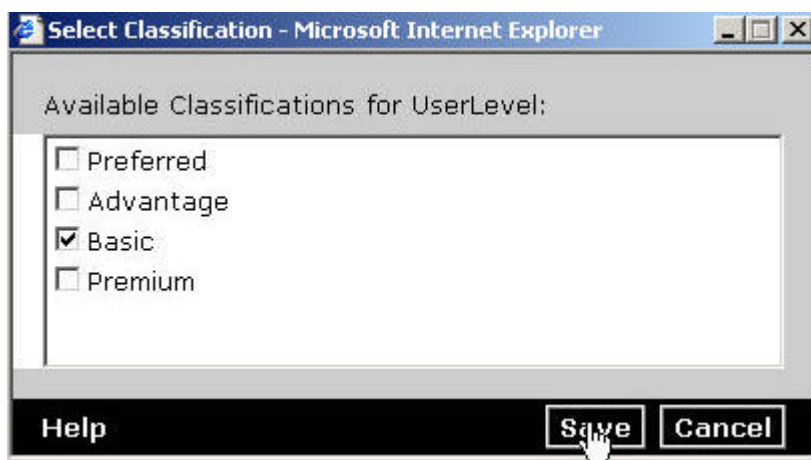 Select Classification - Microsoft Internet Explorer
Available Classifications for UserLevel:
Preferred
Advantage
Basic
Premium
Help Save Cancel